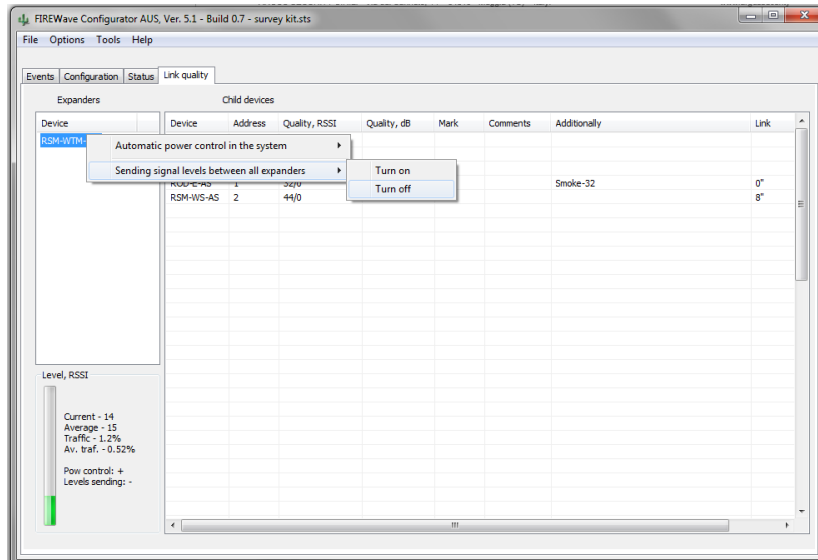 FIREWave Configurator AUS, Ver. 5.1 - Build 0.7 - survey kit.sts
File Options Tools Help
Events Configuration Status Link quality
Expanders Child devices
Device Device Address Quality, RSSI Quality, dB Mark Comments Additionally Link
RSM-WTM-
Automatic power control in the system
Sending signal levels between all expanders
Turn on
Turn off
ROD-E-AS 1 52/0 Smoke-32 0"
RSM-WS-AS 2 44/0 8"
Level, RSSI
Current - 14
Average - 15
Traffic - 1.2%
Av. traf. - 0.52%
Pow control: +
Levels sending: -